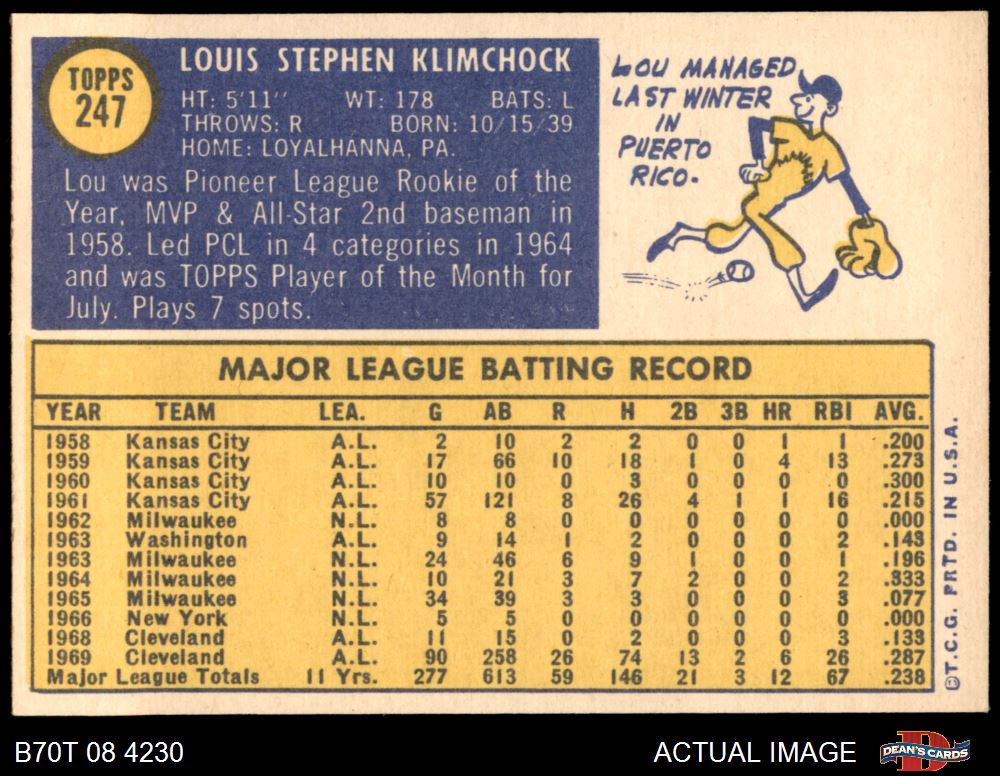 TOPPS
247
LOUIS STEPHEN KLIMCHOCK
HT: 5'11" WT: 178 BATS: L
THROWS: R BORN: 10/15/39
HOME: LOYALHANNA, PA.
Lou was Pioneer League Rookie of the
Year, MVP & All-Star 2nd baseman in
1958. Led PCL in 4 categories in 1964
and was TOPPS Player of the Month for
July. Plays 7 spots.
LOU MANAGED
LAST WINTER
IN
PUERTO
RICO.
MAJOR LEAGUE BATTING RECORD
YEAR TEAM LEA. G AB R H 2B 3B HR RBI AVG.
1958 Kansas City A.L. 2 10 2 2 0 0 1 1 .200
1959 Kansas City A.L. 17 66 10 18 1 0 4 13 .273
1960 Kansas City A.L. 10 10 0 3 0 0 0 0 .300
1961 Kansas City A.L. 57 121 8 26 4 1 1 16 .215
1962 Milwaukee N.L. 8 8 0 0 0 0 0 0 .000
1963 Washington A.L. 9 14 1 2 0 0 0 2 .143
1963 Milwaukee N.L. 24 46 6 9 1 0 0 1 .196
1964 Milwaukee N.L. 10 21 3 7 2 0 0 2 .333
1965 Milwaukee N.L. 34 39 3 3 0 0 0 3 .077
1966 New York N.L. 5 5 0 0 0 0 0 0 .000
1968 Cleveland A.L. 11 15 0 2 0 0 0 3 .133
1969 Cleveland A.L. 90 258 26 74 13 2 6 26 .287
Major League Totals 11 Yrs. 277 613 59 146 21 3 12 67 .238
©T.C.G. PRTD. IN U.S.A.
B70T 08 4230
ACTUAL IMAGE
D
DEAN'S CARDS